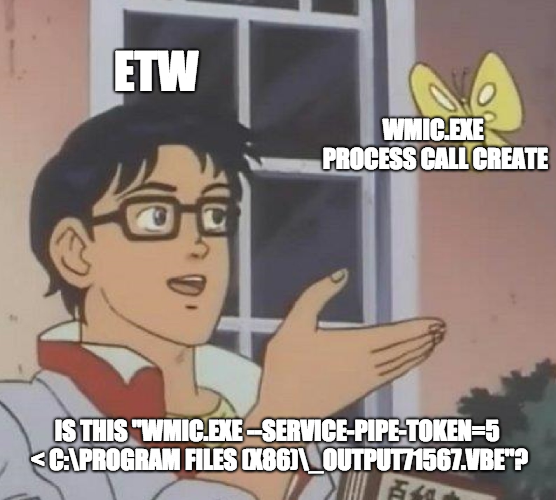 ETW
WMIC.EXE
PROCESS CALL CREATE
IS THIS "WMIC.EXE –SERVICE-PIPE-TOKEN=5
< C:\PROGRAM FILES (X86)\_OUTPUT71567.VBE"?